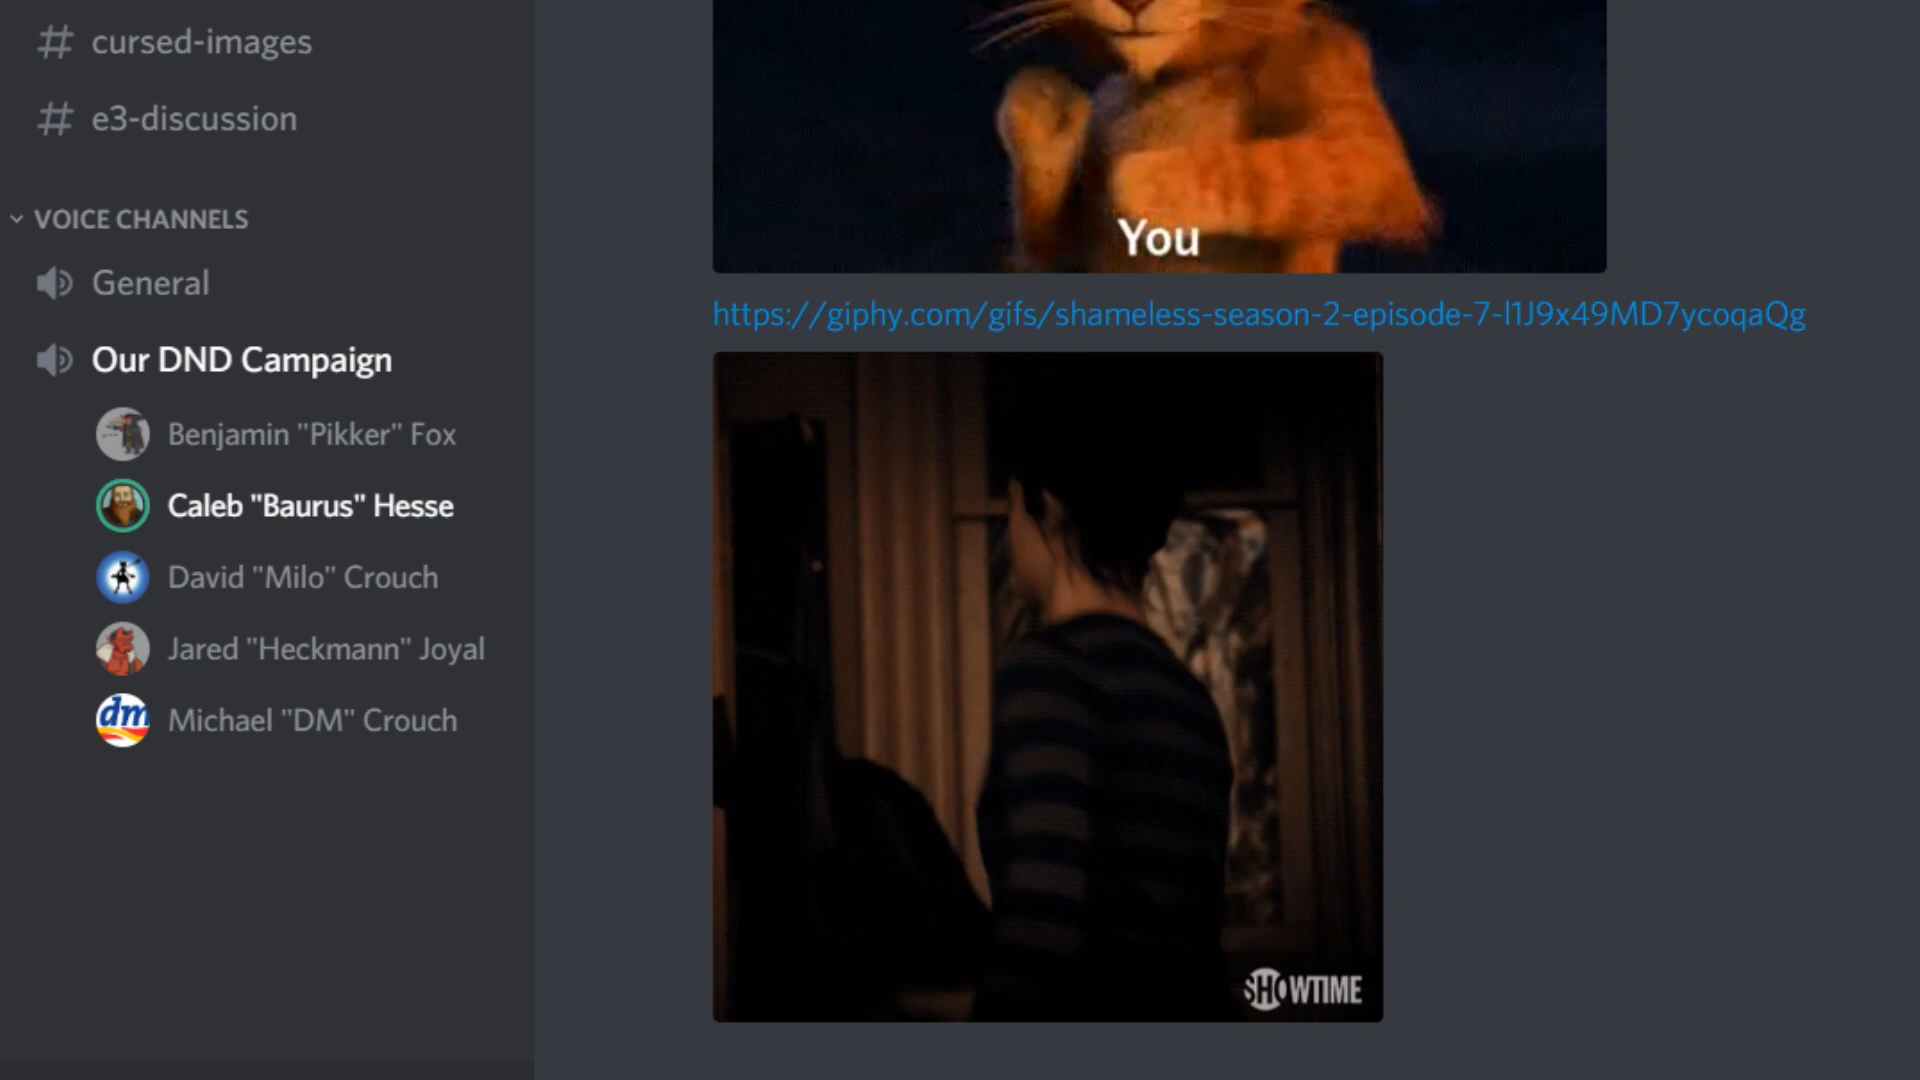 # cursed-images
# e3-discussion
VOICE CHANNELS
General
Our DND Campaign
Benjamin "Pikker" Fox
Caleb "Baurus" Hesse
David "Milo" Crouch
Jared "Heckmann" Joyal
dm
Michael "DM" Crouch
You
https://giphy.com/gifs/shameless-season-2-episode-7-l1J9x49MD7ycoqaQg
SHOWTIME